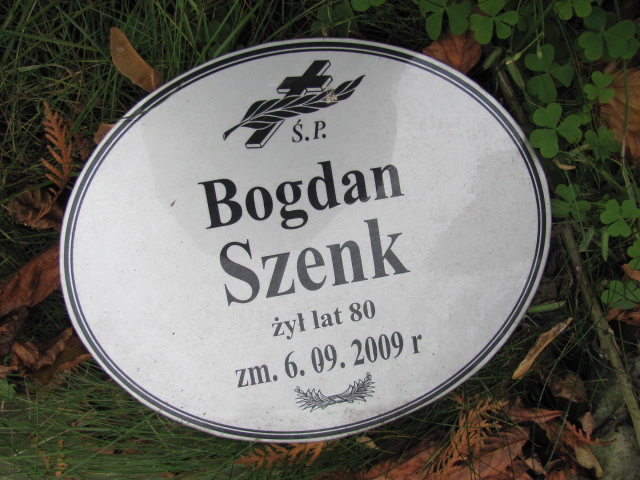 Ś.P.
Bogdan
Szenk
żył lat 80
zm. 6. 09. 2009 r